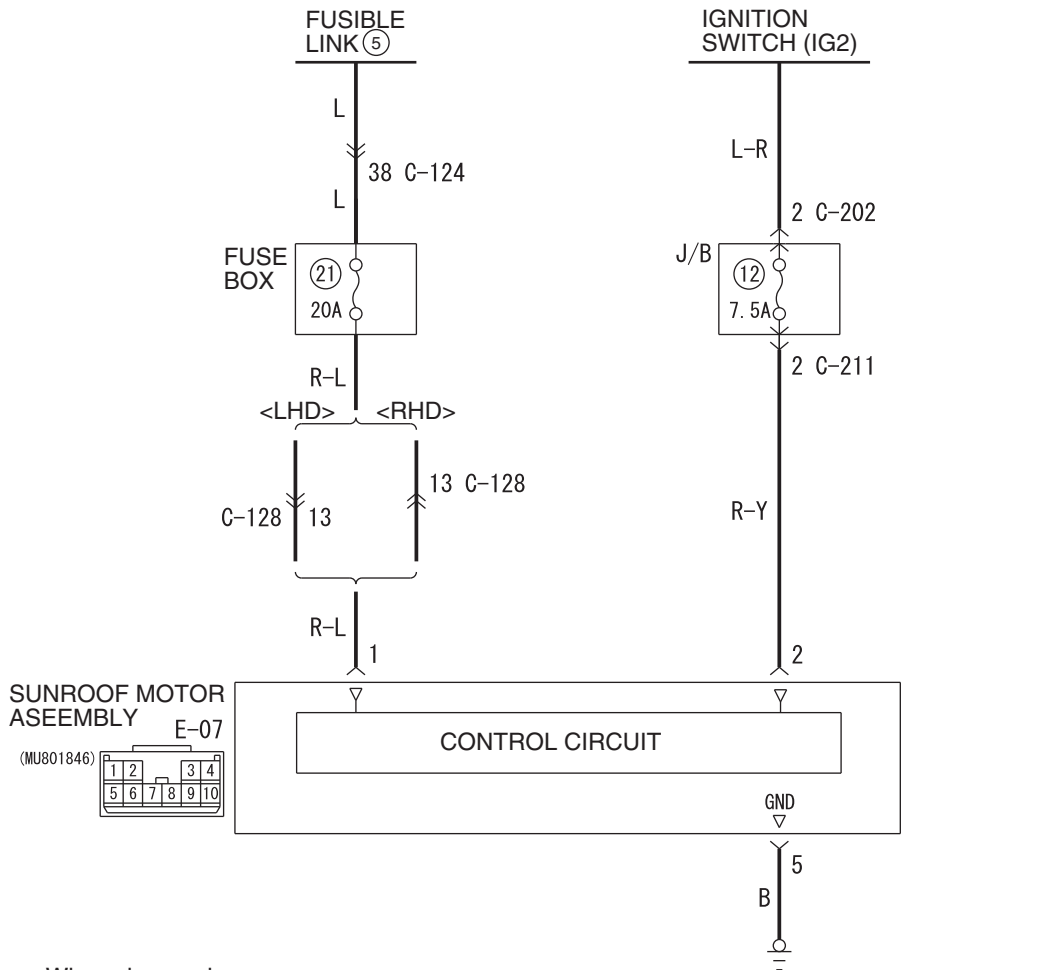 FUSIBLE
LINK 5
IGNITION
SWITCH (IG2)
L
L-R
38 C-124
L
2 C-202
FUSE
BOX
21
20A
J/B
12
7.5A
R-L
2 C-211
<LHD>
<RHD>
13 C-128
C-128 13
R-Y
R-L
1
2
SUNROOF MOTOR
ASEEMBLY
E-07
(MU801846)
1 2 3 4
5 6 7 8 9 10
CONTROL CIRCUIT
GND
5
B